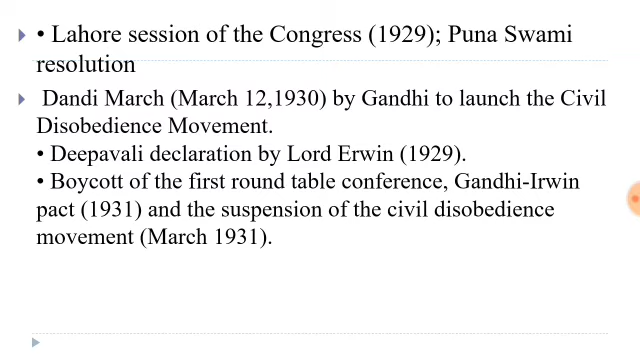 • Lahore session of the Congress (1929); Puna Swami
resolution
Dandi March (March 12,1930) by Gandhi to launch the Civil
Disobedience Movement.
• Deepavali declaration by Lord Erwin (1929).
• Boycott of the first round table conference, Gandhi-Irwin
pact (1931) and the suspension of the civil disobedience
movement (March 1931).